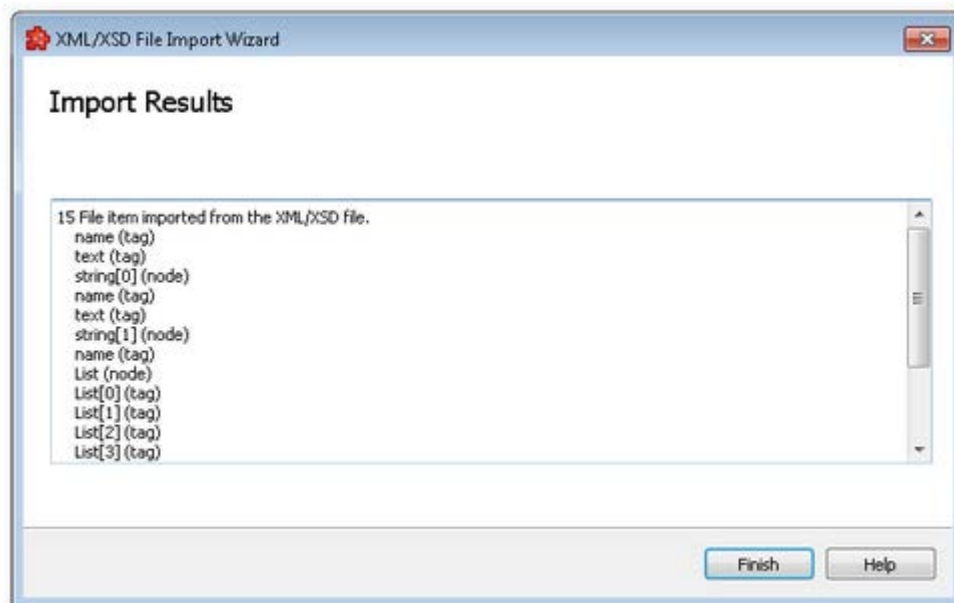 XML/XSD File Import Wizard
Import Results
15 File item imported from the XML/XSD file.
name (tag)
text (tag)
string[0] (node)
name (tag)
text (tag)
string[1] (node)
name (tag)
List (node)
List[0] (tag)
List[1] (tag)
List[2] (tag)
List[3] (tag)
Finish Help